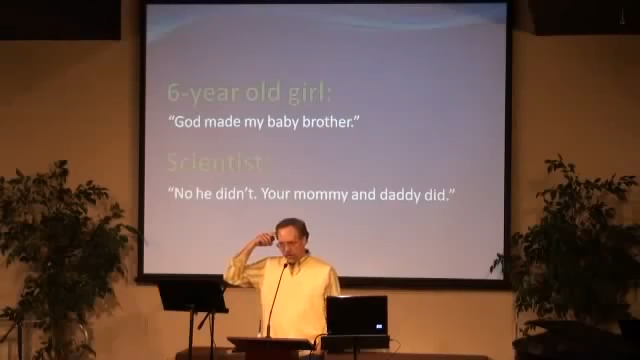 6-year old girl:
“God made my baby brother.”
Scientist:
“No he didn’t. Your mommy and daddy did.”